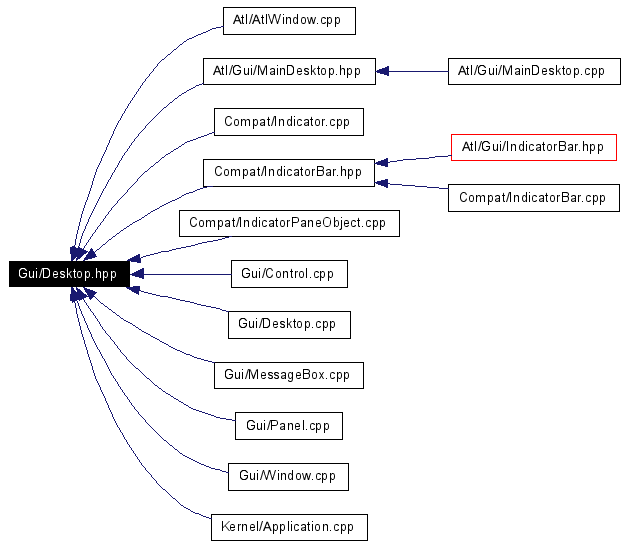 Atl/AtlWindow.cpp
Atl/Gui/MainDesktop.hpp
Atl/Gui/MainDesktop.cpp
Compat/Indicator.cpp
Atl/Gui/IndicatorBar.hpp
Compat/IndicatorBar.hpp
Compat/IndicatorBar.cpp
Compat/IndicatorPaneObject.cpp
Gui/Desktop.hpp
Gui/Control.cpp
Gui/Desktop.cpp
Gui/MessageBox.cpp
Gui/Panel.cpp
Gui/Window.cpp
Kernel/Application.cpp